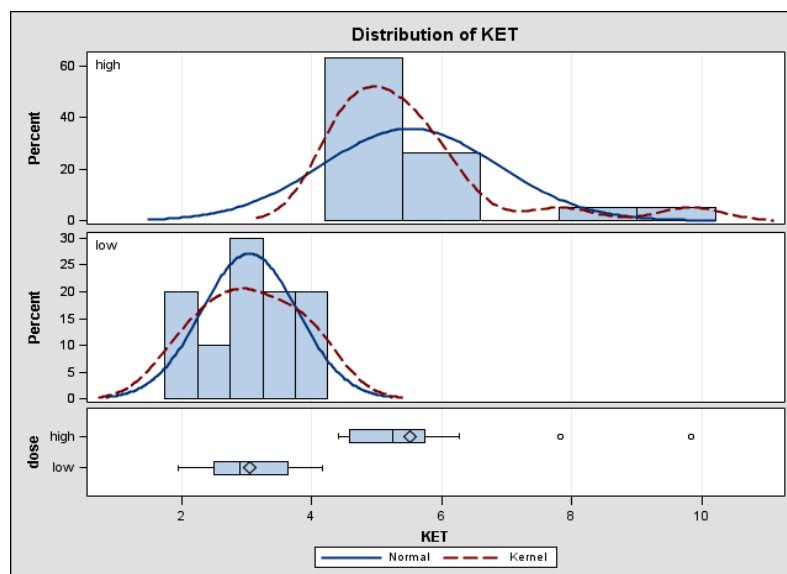 Distribution of KET
high
60
40
20
0
Percent
low
30
25
20
15
10
5
0
Percent
high
low
dose
2 4 6 8 10
KET
Normal Kernel